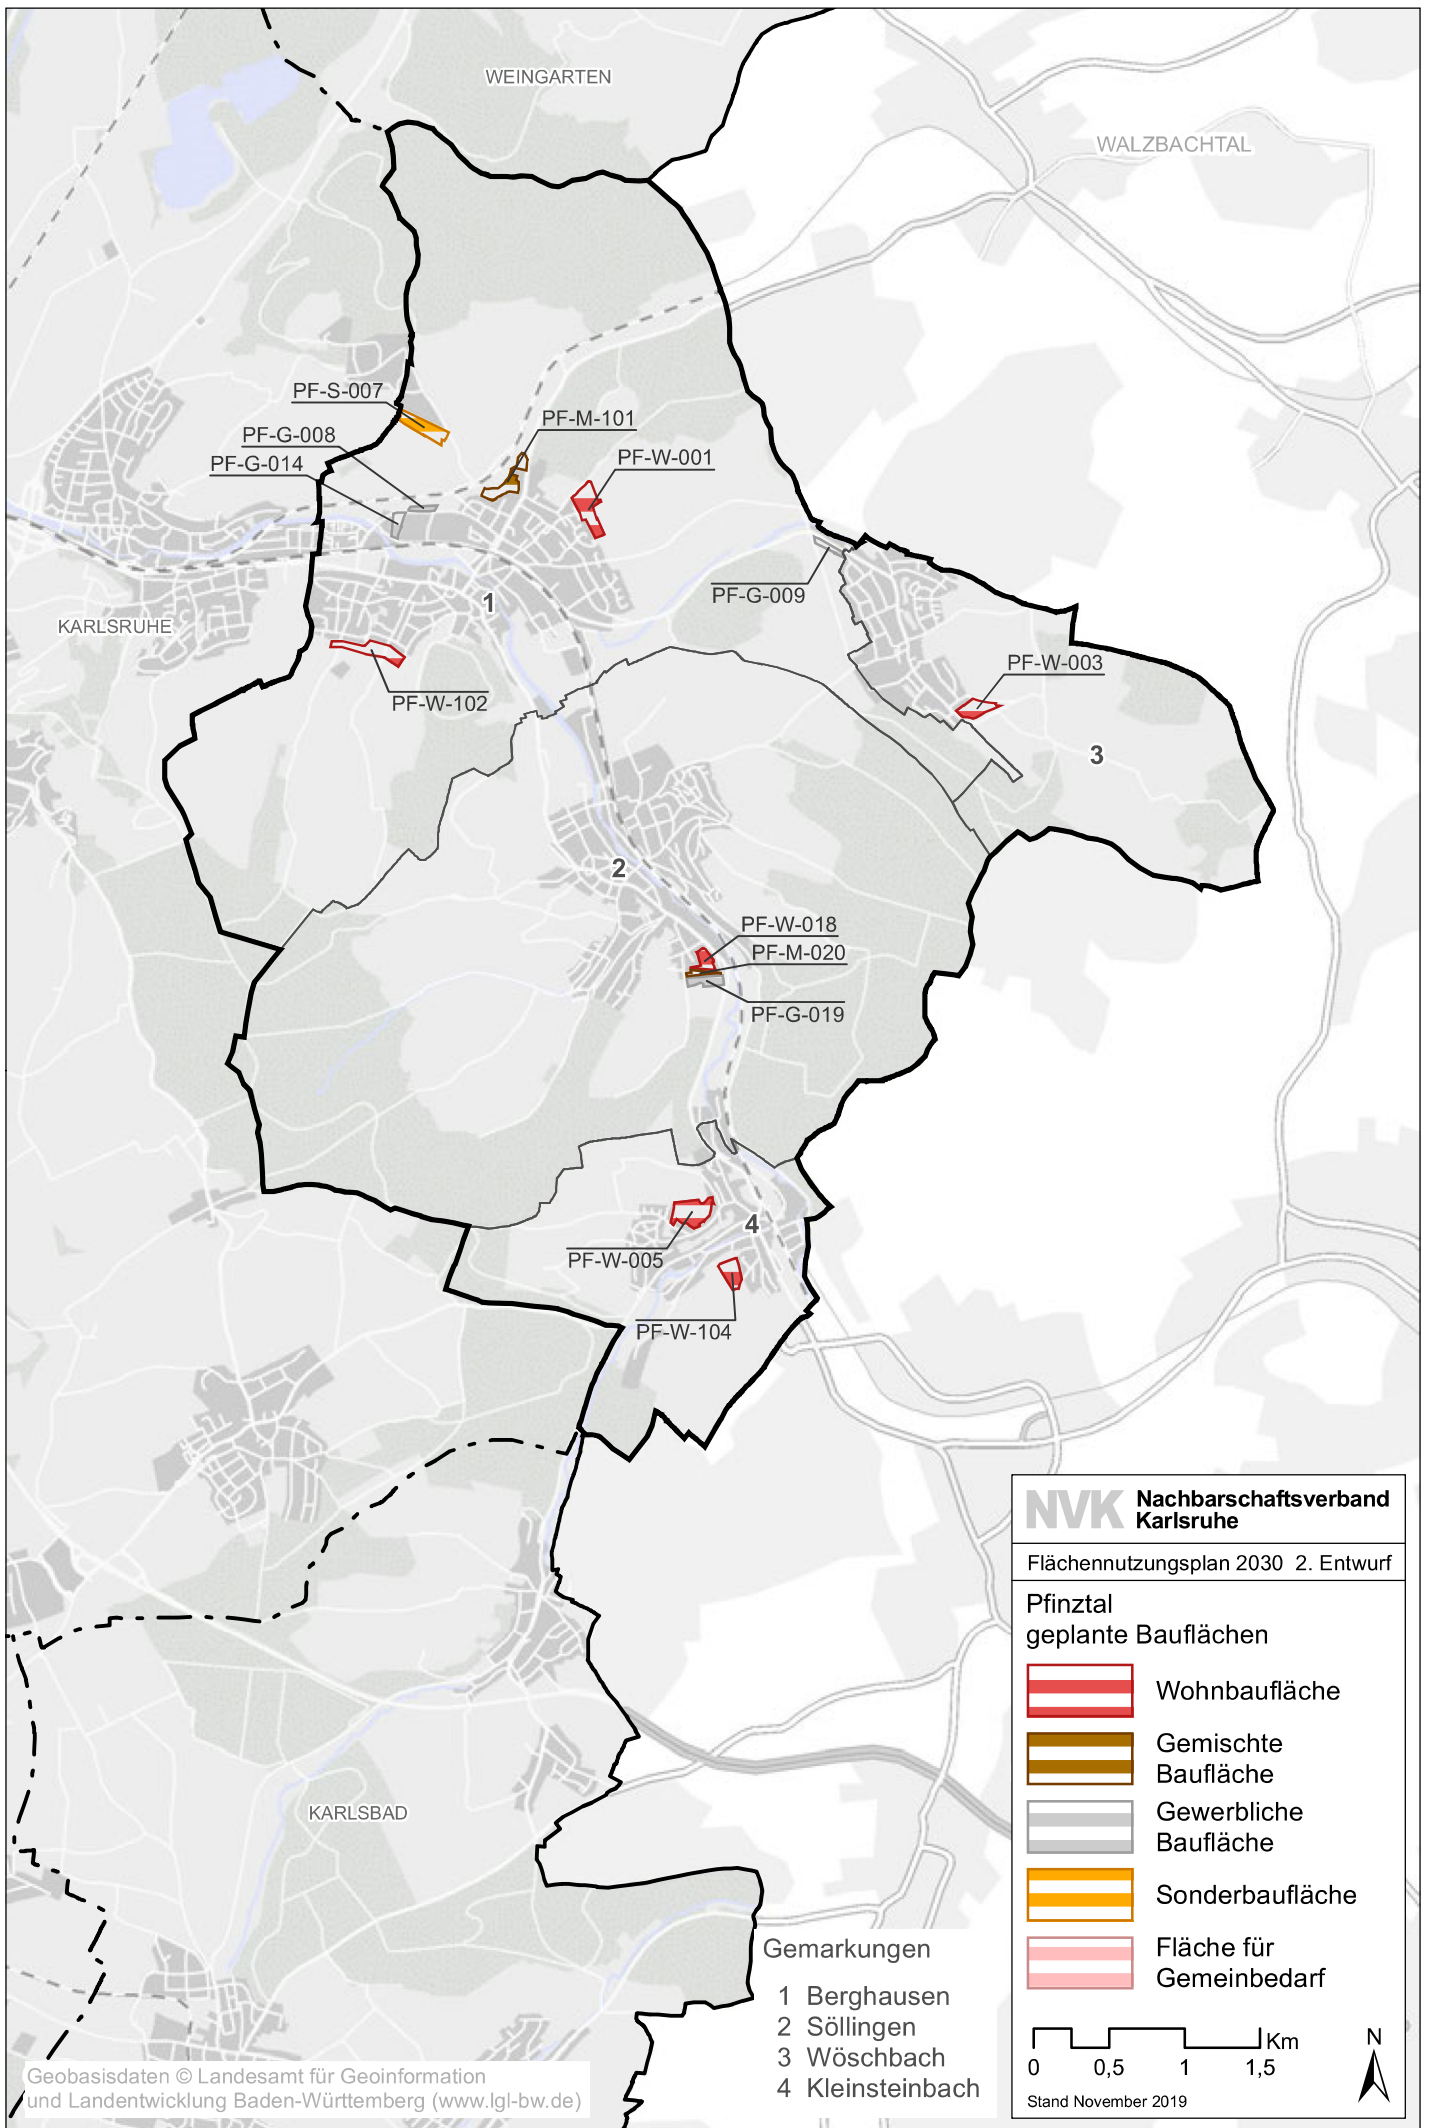 WEINGARTEN
WALZBACHTAL
PF-S-007
PF-M-101
PF-G-008
PF-W-001
PF-G-014
PF-G-009
1
KARLSRUHE
PF-W-003
PF-W-102
3
2
PF-W-018
PF-M-020
PF-G-019
4
PF-W-005
PF-W-104
KARLSBAD
NVK Nachbarschaftsverband
Karlsruhe
Flächennutzungsplan 2030 2. Entwurf
Pfinztal
geplante Bauflächen
Wohnbaufläche
Gemischte
Baufläche
Gewerbliche
Baufläche
Sonderbaufläche
Fläche für
Gemeinbedarf
Km
0 0,5 1 1,5
N
Stand November 2019
Gemarkungen
1 Berghausen
2 Söllingen
3 Wöschbach
4 Kleinsteinbach
Geobasisdaten © Landesamt für Geoinformation
und Landentwicklung Baden-Württemberg (www.lgl-bw.de)